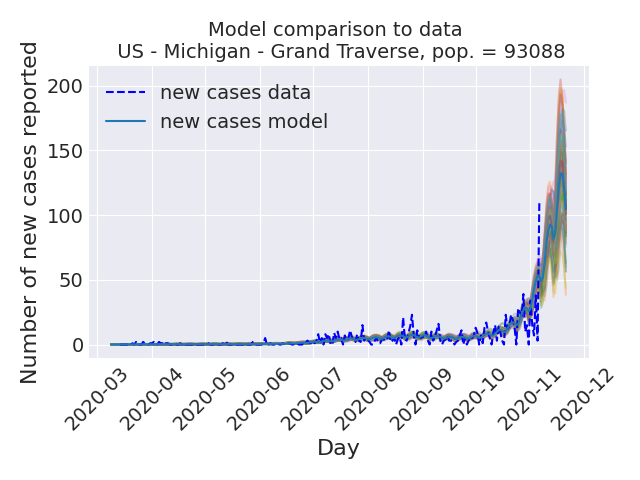 Model comparison to data
US - Michigan - Grand Traverse, pop. = 93088
Number of new cases reported
200
150
100
50
0
new cases data
new cases model
2020-03
2020-04
2020-05
2020-06
2020-07
2020-08
2020-09
2020-10
2020-11
2020-12
Day